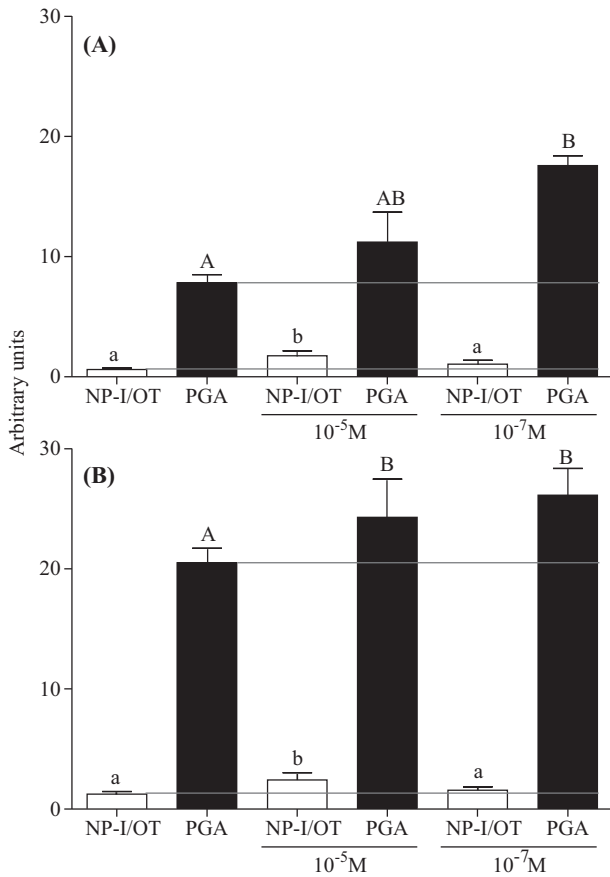 30
(A)
B
20
AB
A
10
b
a
a
0
NP-I/OT PGA NP-I/OT PGA NP-I/OT PGA
10⁻⁵M 10⁻⁷M
Arbitrary units
30
(B)
B
B
A
20
10
b
a
a
0
NP-I/OT PGA NP-I/OT PGA NP-I/OT PGA
10⁻⁵M 10⁻⁷M